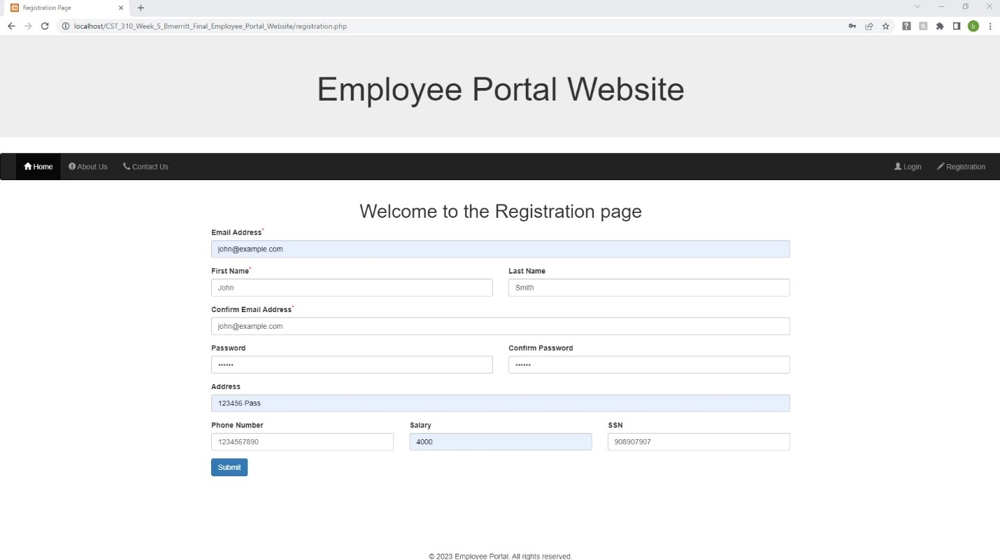 Registration Page
localhost/CST_310_Week_5_Bmerritt_Final_Employee_Portal_Website/registration.php
b
Employee Portal Website
Home About Us Contact Us Login Registration
Welcome to the Registration page
Email Address*
john@example.com
First Name* Last Name
John Smith
Confirm Email Address*
john@example.com
Password Confirm Password
•••••• ••••••
Address
123456 Pass
Phone Number Salary SSN
1234567890 4000 908907907
Submit
© 2023 Employee Portal. All rights reserved.